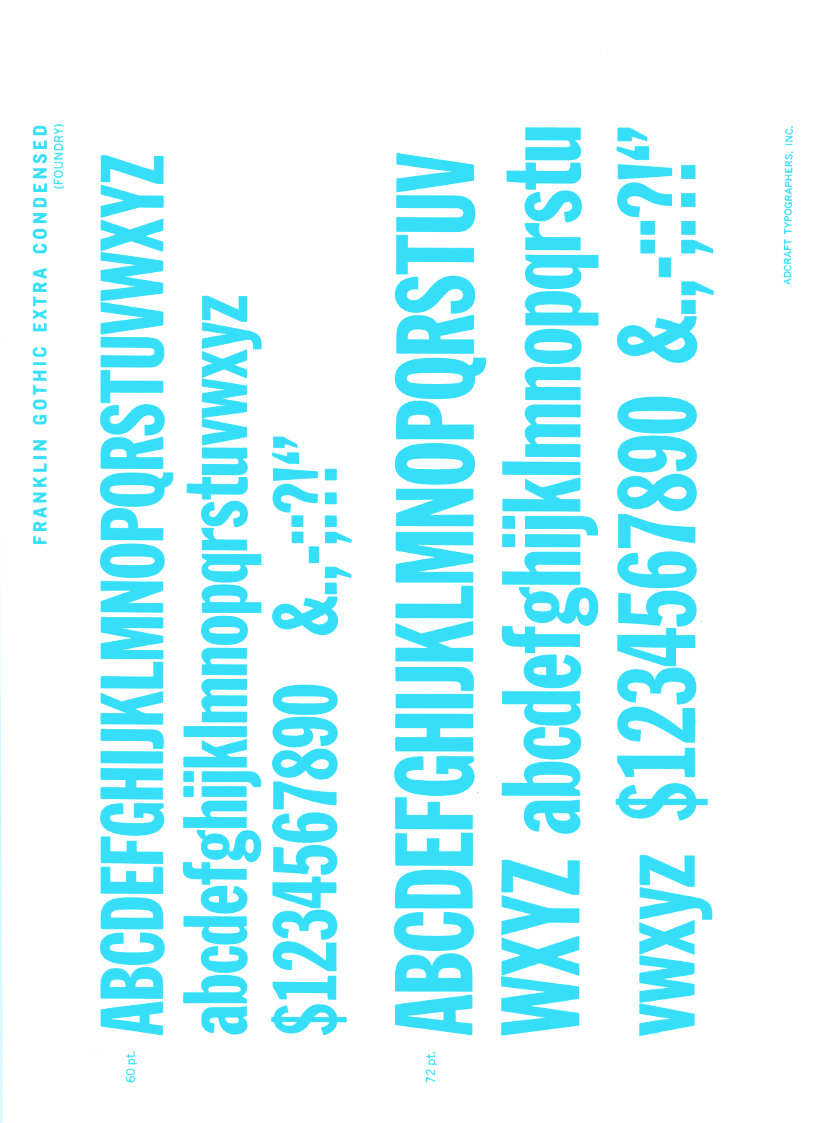 FRANKLIN GOTHIC EXTRA CONDENSED
(FOUNDRY)
60 pt. ABCDEFGHIJKLMNOPQRSTUVWXYZ
abcdefghijklmnopqrstuvwxyz
$1234567890 &.,-;:?!‘’
72 pt. ABCDEFGHIJKLMNOPQRSTUV
WXYZ abcdefghijklmnopqrstu
vwxyz $1234567890 &.,-;:?!‘’
ADCRAFT TYPOGRAPHERS, INC.